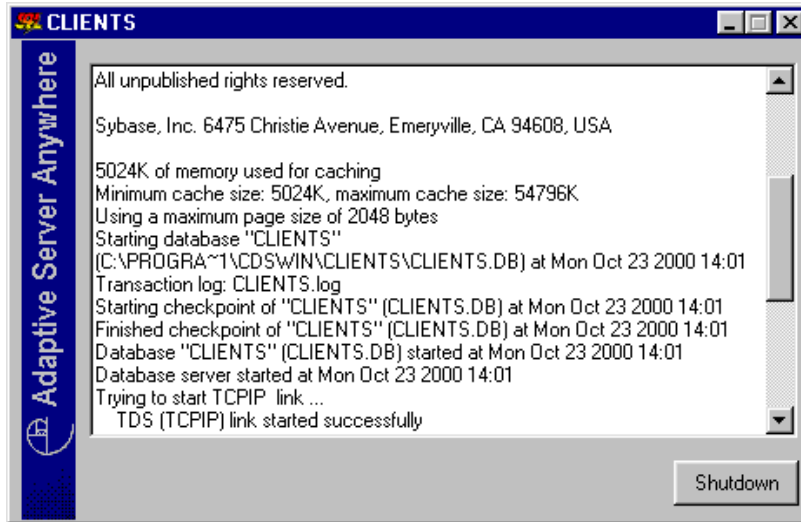 CLIENTS
Adaptive Server Anywhere
All unpublished rights reserved.
Sybase, Inc. 6475 Christie Avenue, Emeryville, CA 94608, USA
5024K of memory used for caching
Minimum cache size: 5024K, maximum cache size: 54796K
Using a maximum page size of 2048 bytes
Starting database "CLIENTS"
(C:\PROGRA~1\CDSWIN\CLIENTS\CLIENTS.DB) at Mon Oct 23 2000 14:01
Transaction log: CLIENTS.log
Starting checkpoint of "CLIENTS" (CLIENTS.DB) at Mon Oct 23 2000 14:01
Finished checkpoint of "CLIENTS" (CLIENTS.DB) at Mon Oct 23 2000 14:01
Database "CLIENTS" (CLIENTS.DB) started at Mon Oct 23 2000 14:01
Database server started at Mon Oct 23 2000 14:01
Trying to start TCPIP link ...
TDS (TCPIP) link started successfully
Shutdown